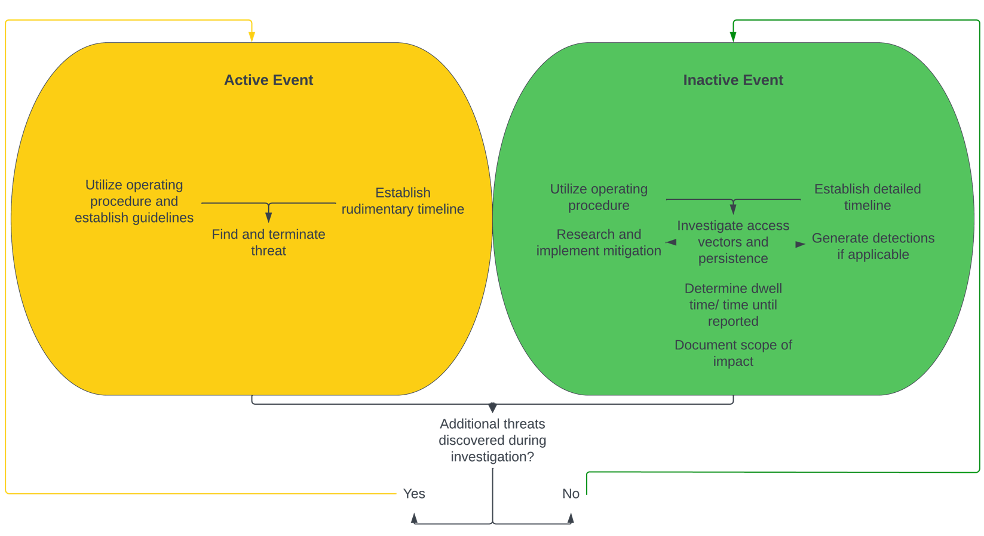 Active Event
Utilize operating
procedure and
establish guidelines
Establish
rudimentary timeline
Find and terminate
threat
Inactive Event
Utilize operating
procedure
Establish detailed
timeline
Research and
implement mitigation
Investigate access
vectors and
persistence
Generate detections
if applicable
Determine dwell
time/ time until
reported
Document scope of
impact
Additional threats
discovered during
investigation?
Yes
No